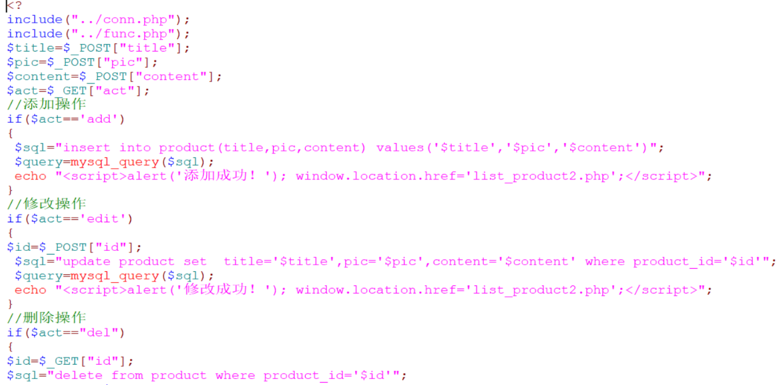 <?
include("../conn.php");
include("../func.php");
$title=$_POST["title"];
$pic=$_POST["pic"];
$content=$_POST["content"];
$act=$_GET["act"];
//添加操作
if($act=='add')
{
$sql="insert into product(title,pic,content) values('$title','$pic','$content')";
$query=mysql_query($sql);
echo "<script>alert('添加成功！'); window.location.href='list_product2.php';</script>";
}
//修改操作
if($act=='edit')
{
$id=$_POST["id"];
$sql="update product set  title='$title',pic='$pic',content='$content' where product_id='$id'";
$query=mysql_query($sql);
echo "<script>alert('修改成功！'); window.location.href='list_product2.php';</script>";
}
//删除操作
if($act=="del")
{
$id=$_GET["id"];
$sql="delete from product where product_id='$id'";